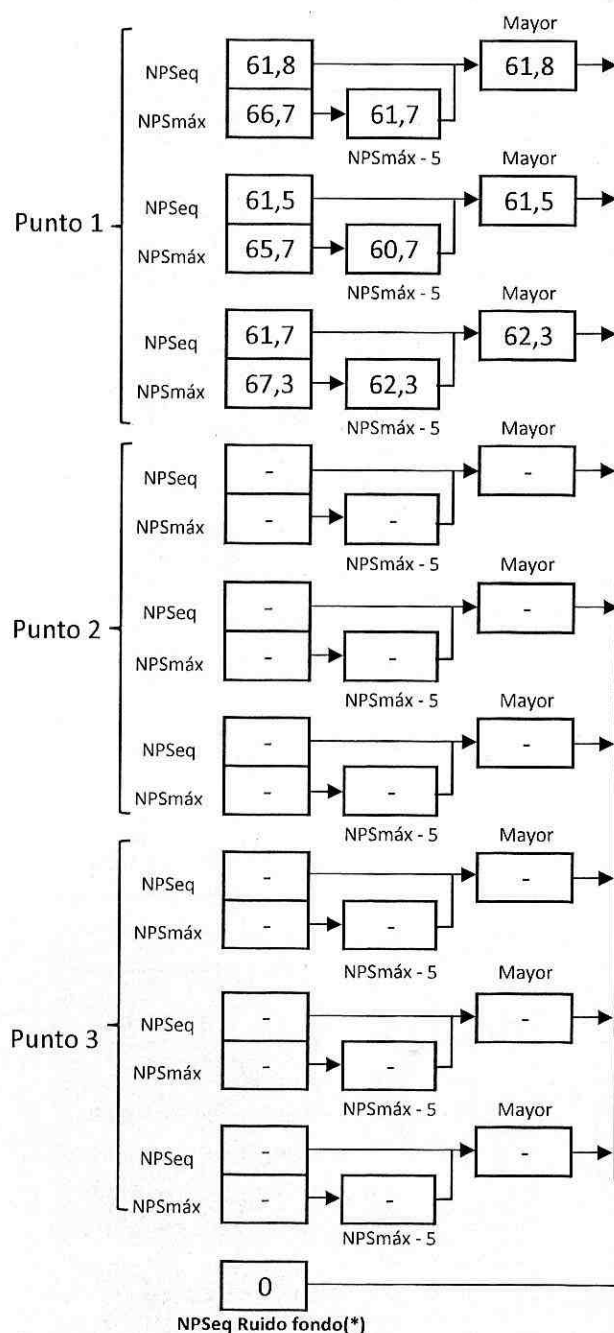 Mayor
NPSeq 61,8 61,8
NPSmáx 66,7 61,7
NPSmáx - 5
Mayor
Punto 1
NPSeq 61,5 61,5
NPSmáx 65,7 60,7
NPSmáx - 5
Mayor
NPSeq 61,7 62,3
NPSmáx 67,3 62,3
NPSmáx - 5
Mayor
NPSeq - -
NPSmáx - -
NPSmáx - 5
Mayor
Punto 2
NPSeq - -
NPSmáx - -
NPSmáx - 5
Mayor
NPSeq - -
NPSmáx - -
NPSmáx - 5
Mayor
NPSeq - -
NPSmáx - -
NPSmáx - 5
Mayor
Punto 3
NPSeq - -
NPSmáx - -
NPSmáx - 5
Mayor
NPSeq - -
NPSmáx - -
NPSmáx - 5
0
NPSeq Ruido fondo(*)